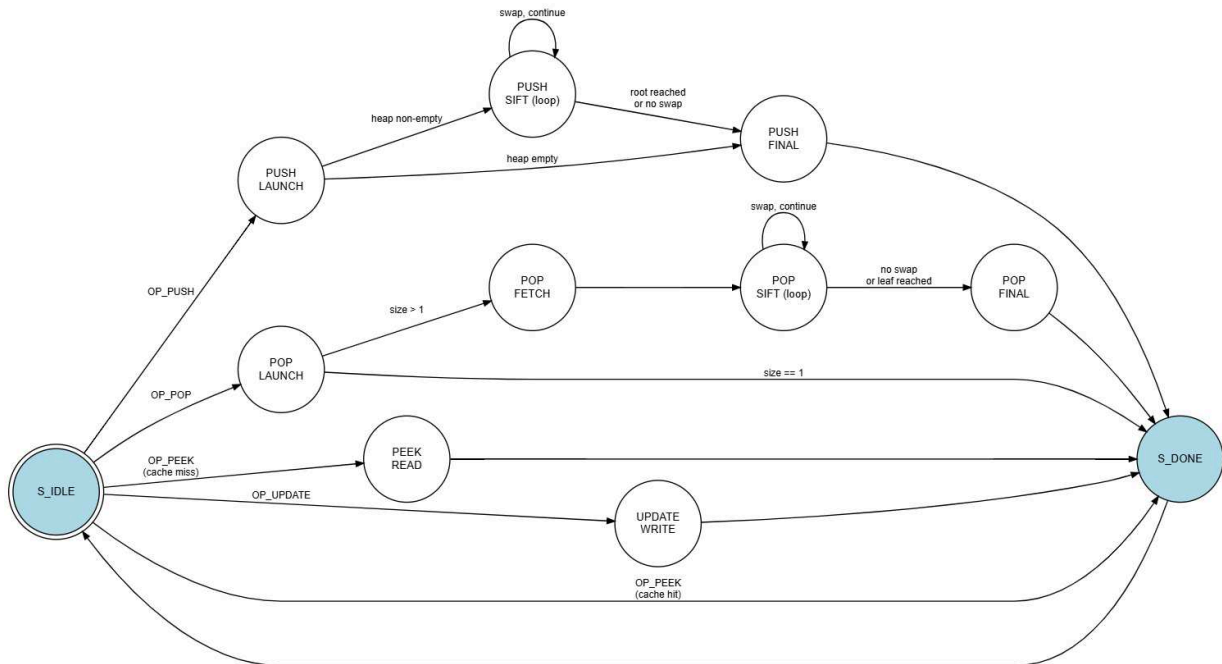 swap, continue
PUSH
SIFT (loop)
root reached
or no swap
heap non-empty
PUSH
FINAL
heap empty
PUSH
LAUNCH
swap, continue
OP_PUSH
POP
FETCH
POP
SIFT (loop)
no swap
or leaf reached
POP
FINAL
size > 1
POP
LAUNCH
size == 1
OP_POP
PEEK
READ
OP_PEEK
(cache miss)
S_DONE
S_IDLE
OP_UPDATE
UPDATE
WRITE
OP_PEEK
(cache hit)